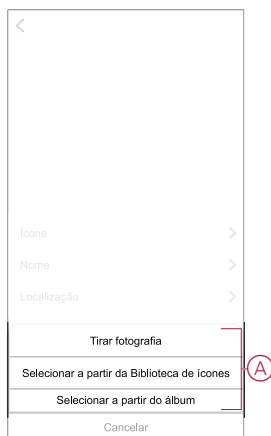 Ícone
Nome
Localização
Tirar fotografia
Selecionar a partir da Biblioteca de ícones
A
Selecionar a partir do álbum
Cancelar